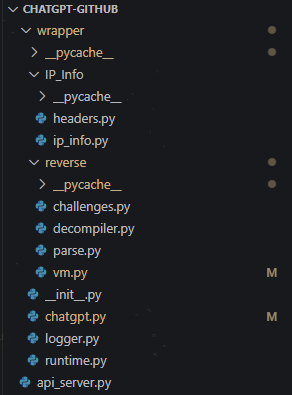 CHATGPT-GITHUB
wrapper
__pycache__
IP_Info
__pycache__
headers.py
ip_info.py
reverse
__pycache__
challenges.py
decompiler.py
parse.py
vm.py M
__init__.py
chatgpt.py M
logger.py
runtime.py
api_server.py